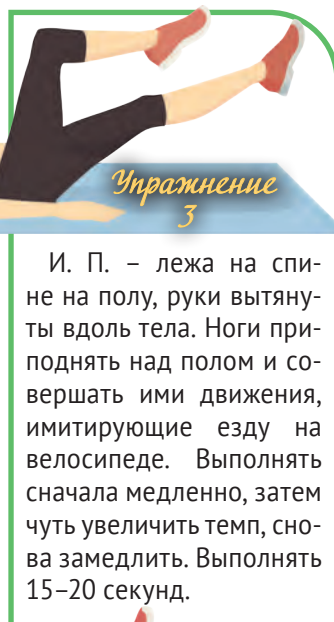 Упражнение
3
И. П. – лежа на спи-
не на полу, руки вытяну-
ты вдоль тела. Ноги при-
поднять над полом и со-
вершать ими движения,
имитирующие езду на
велосипеде. Выполнять
сначала медленно, затем
чуть увеличить темп, сно-
ва замедлить. Выполнять
15–20 секунд.